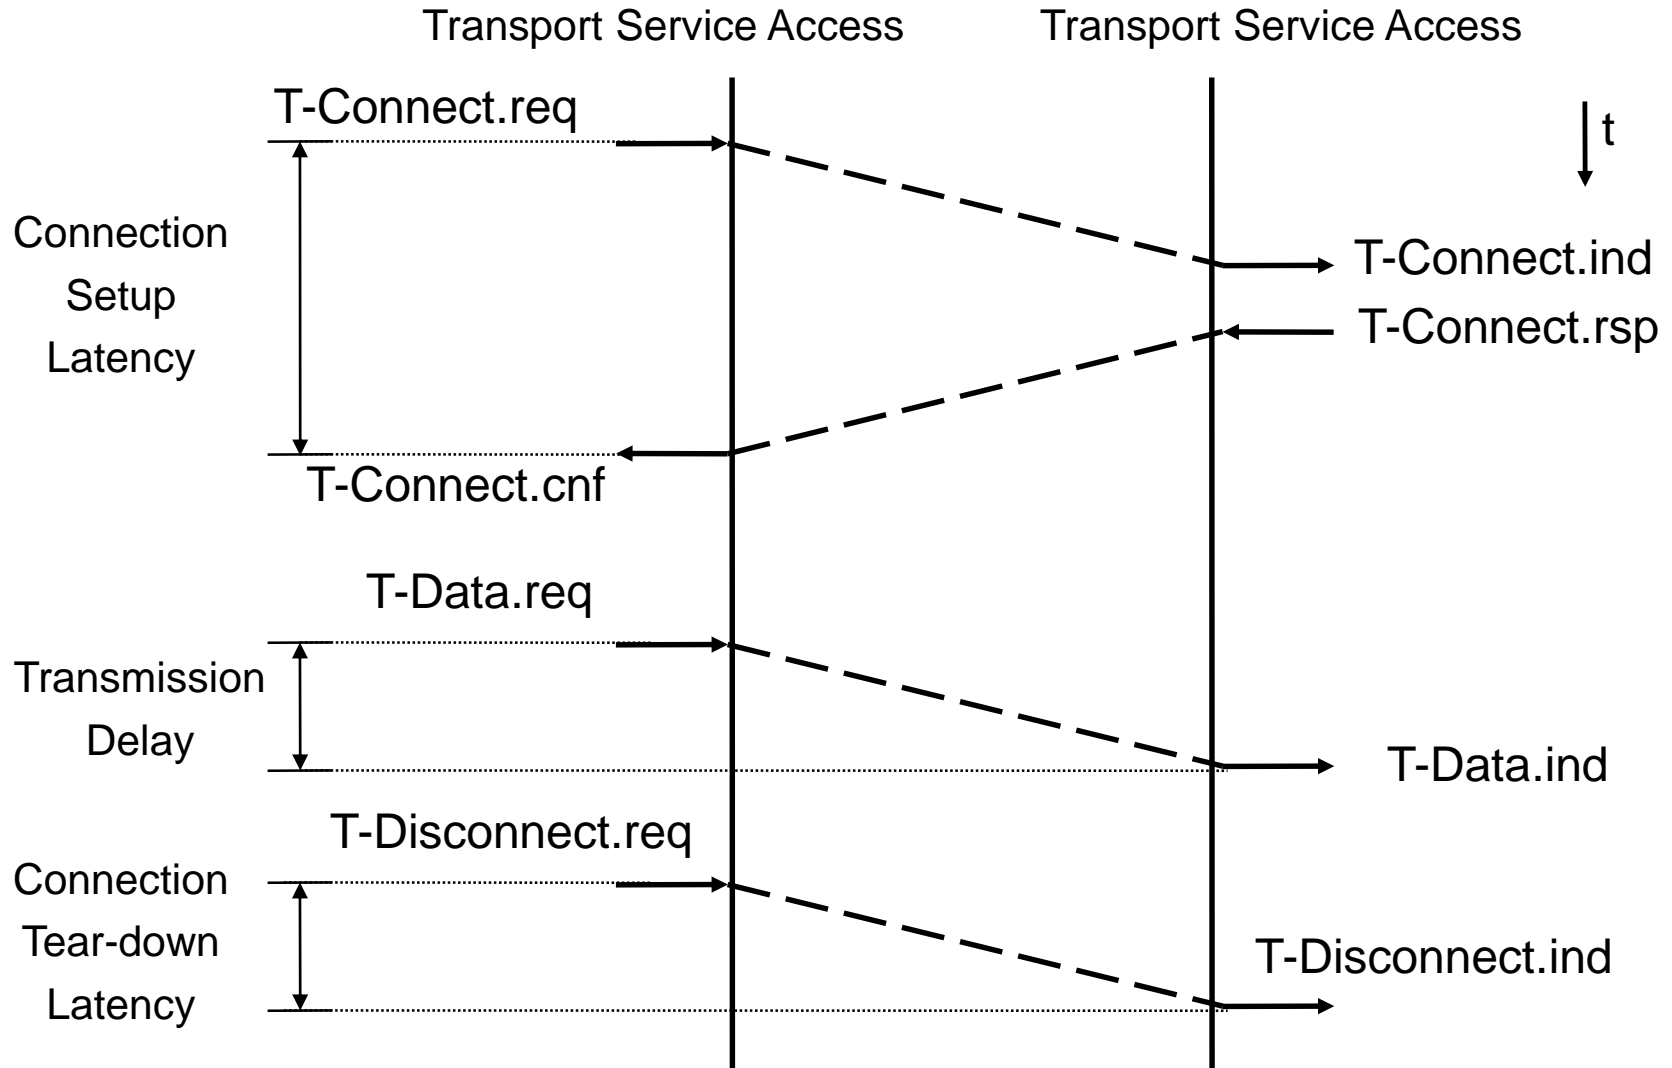 Transport Service Access
Transport Service Access
T-Connect.req
t
Connection
Setup
Latency
T-Connect.ind
T-Connect.rsp
T-Connect.cnf
T-Data.req
Transmission
Delay
T-Data.ind
T-Disconnect.req
Connection
Tear-down
Latency
T-Disconnect.ind